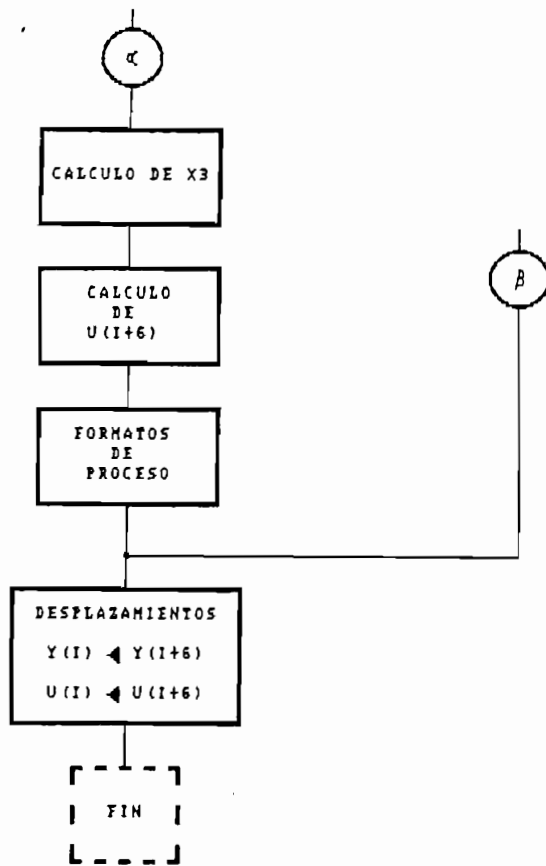 α
CALCULO DE X3
CALCULO
DE
U(I+6)
β
FORMATOS
DE
PROCESO
DESPLAZAMIENTOS
Y(I) ◄ Y(I+6)
U(I) ◄ U(I+6)
FIN